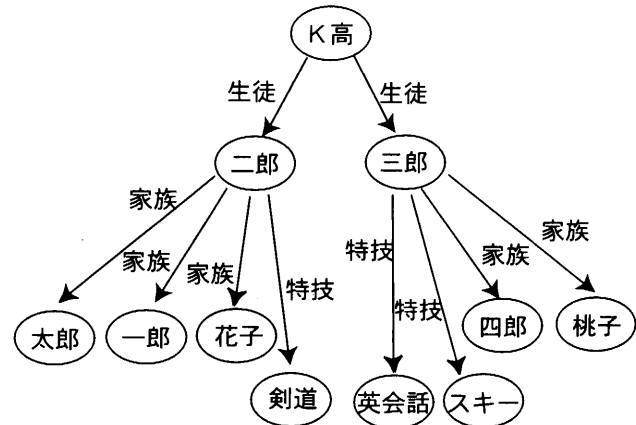 K高
生徒
生徒
二郎
三郎
家族
家族
家族
特技
特技
特技
家族
家族
太郎
一郎
花子
四郎
桃子
剣道
英会話
スキー